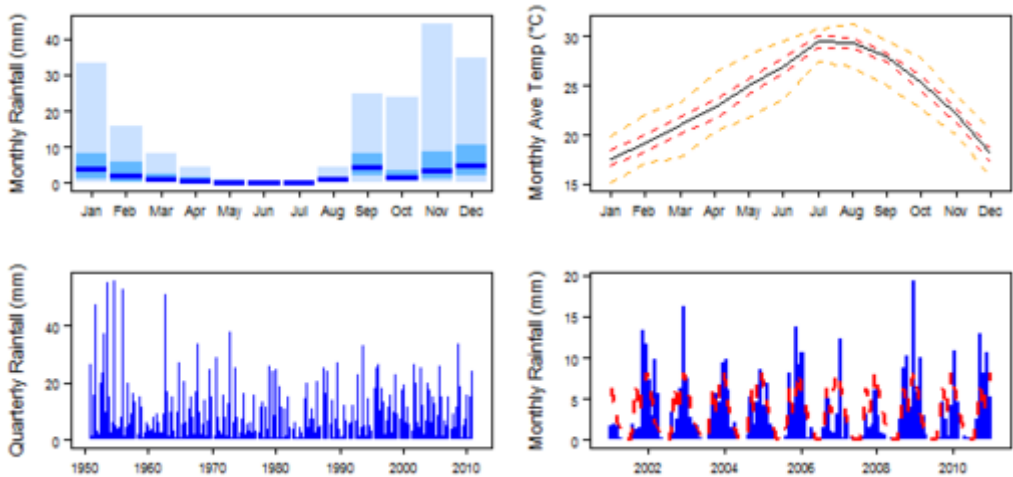 Monthly Rainfall (mm)
40
30
20
10
0
Jan Feb Mar Apr May Jun Jul Aug Sep Oct Nov Dec
Monthly Ave Temp (°C)
30
25
20
15
Jan Feb Mar Apr May Jun Jul Aug Sep Oct Nov Dec
Quarterly Rainfall (mm)
40
20
0
1950 1960 1970 1980 1990 2000 2010
Monthly Rainfall (mm)
20
15
10
5
0
2002 2004 2006 2008 2010